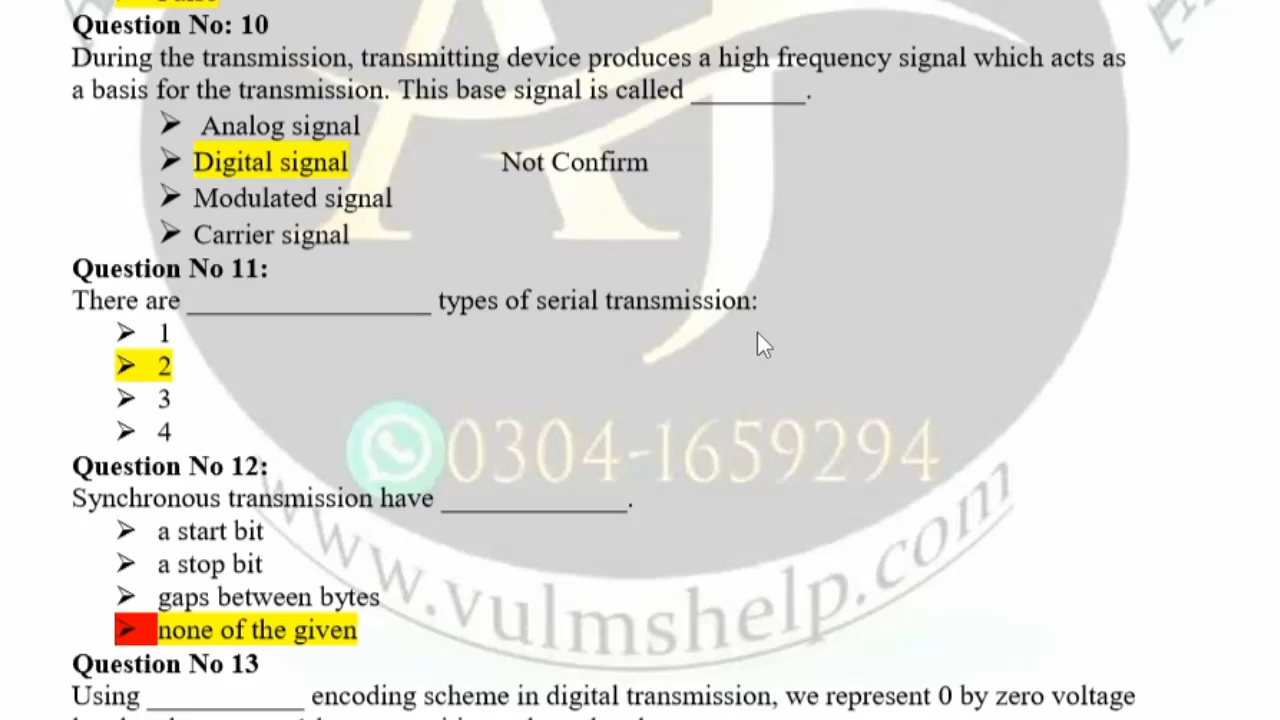 Question No: 10
During the transmission, transmitting device produces a high frequency signal which acts as
a basis for the transmission. This base signal is called ________.
➤ Analog signal
➤ Digital signal Not Confirm
➤ Modulated signal
➤ Carrier signal
Question No 11:
There are __________________ types of serial transmission:
➤ 1
➤ 2
➤ 3
➤ 4
0304-1659294
Question No 12:
Synchronous transmission have ______________.
➤ a start bit
➤ a stop bit
➤ gaps between bytes
➤ none of the given
www.vulmshelp.com
Question No 13
Using ____________ encoding scheme in digital transmission, we represent 0 by zero voltage